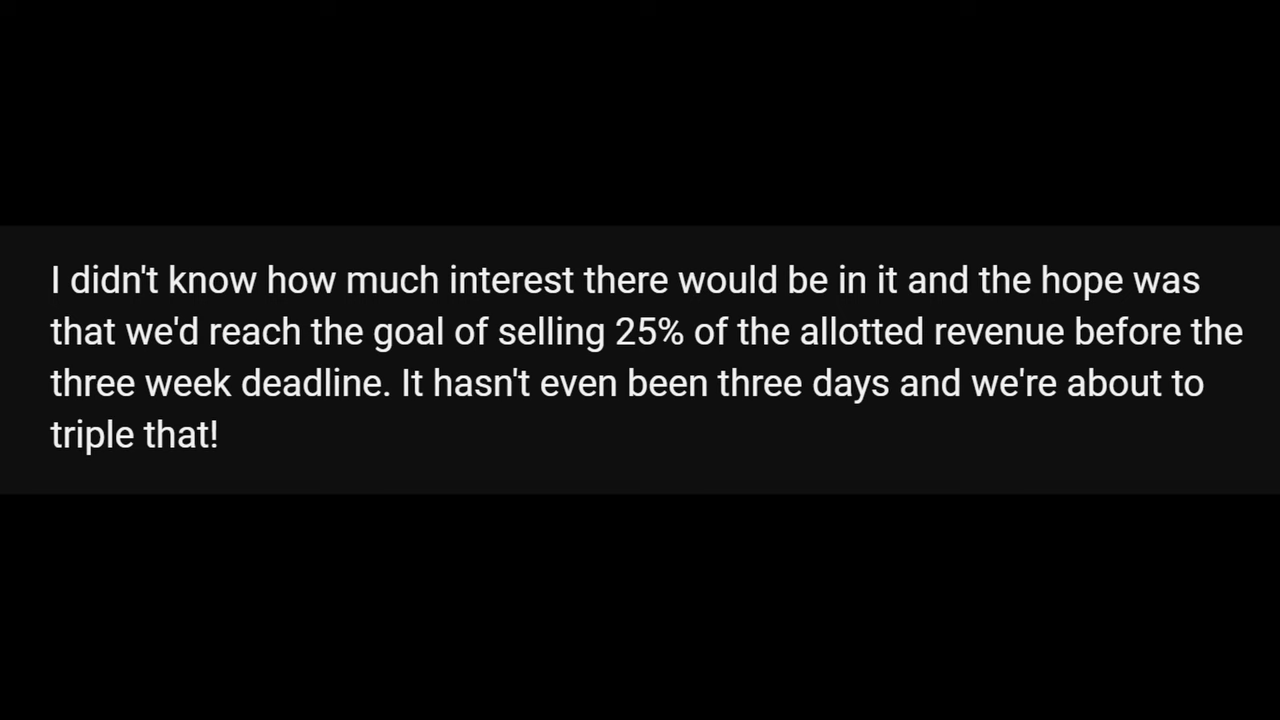 I didn't know how much interest there would be in it and the hope was
that we'd reach the goal of selling 25% of the allotted revenue before the
three week deadline. It hasn't even been three days and we're about to
triple that!